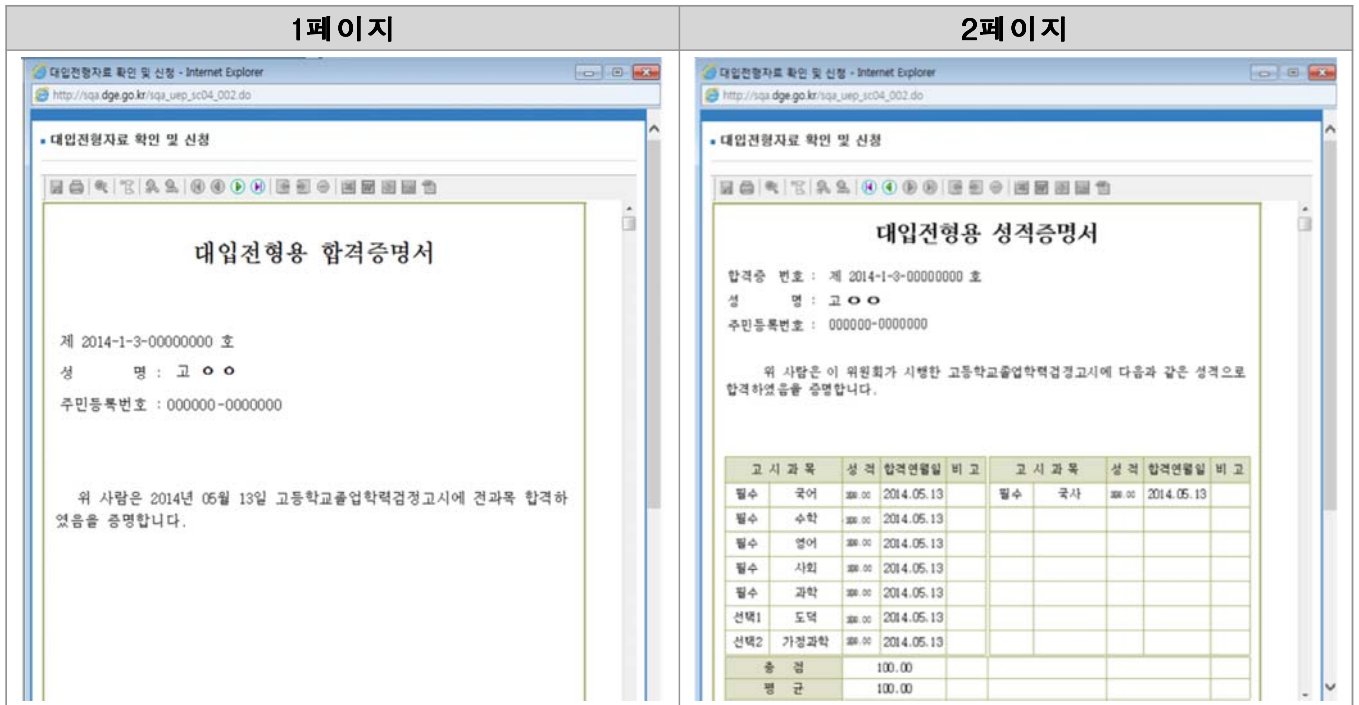 1페이지
2페이지
대입전형자료 확인 및 신청 - Internet Explorer
http://sqa.dge.go.kr/sqa_uep_sc04_002.do
대입전형자료 확인 및 신청
대입전형용 합격증명서
제 2014-1-3-00000000 호
성 명 : 고 ㅇ ㅇ
주민등록번호 : 000000-0000000
위 사람은 2014년 05월 13일 고등학교졸업학력검정고시에 전과목 합격하
였음을 증명합니다.
대입전형자료 확인 및 신청 - Internet Explorer
http://sqa.dge.go.kr/sqa_uep_sc04_002.do
대입전형자료 확인 및 신청
대입전형용 성적증명서
합격증 번호 : 제 2014-1-3-00000000 호
성 명 : 고 ㅇ ㅇ
주민등록번호 : 000000-0000000
위 사람은 이 위원회가 시행한 고등학교졸업학력검정고시에 다음과 같은 성적으로
합격하였음을 증명합니다.
고 시 과 목 성 적 합격연월일 비 고 고 시 과 목 성 적 합격연월일 비 고
필수 국어 2014.05.13 필수 국사 2014.05.13
필수 수학 2014.05.13
필수 영어 2014.05.13
필수 사회 2014.05.13
필수 과학 2014.05.13
선택1 도덕 2014.05.13
선택2 가정과학 2014.05.13
총 점 100.00
평 균 100.00